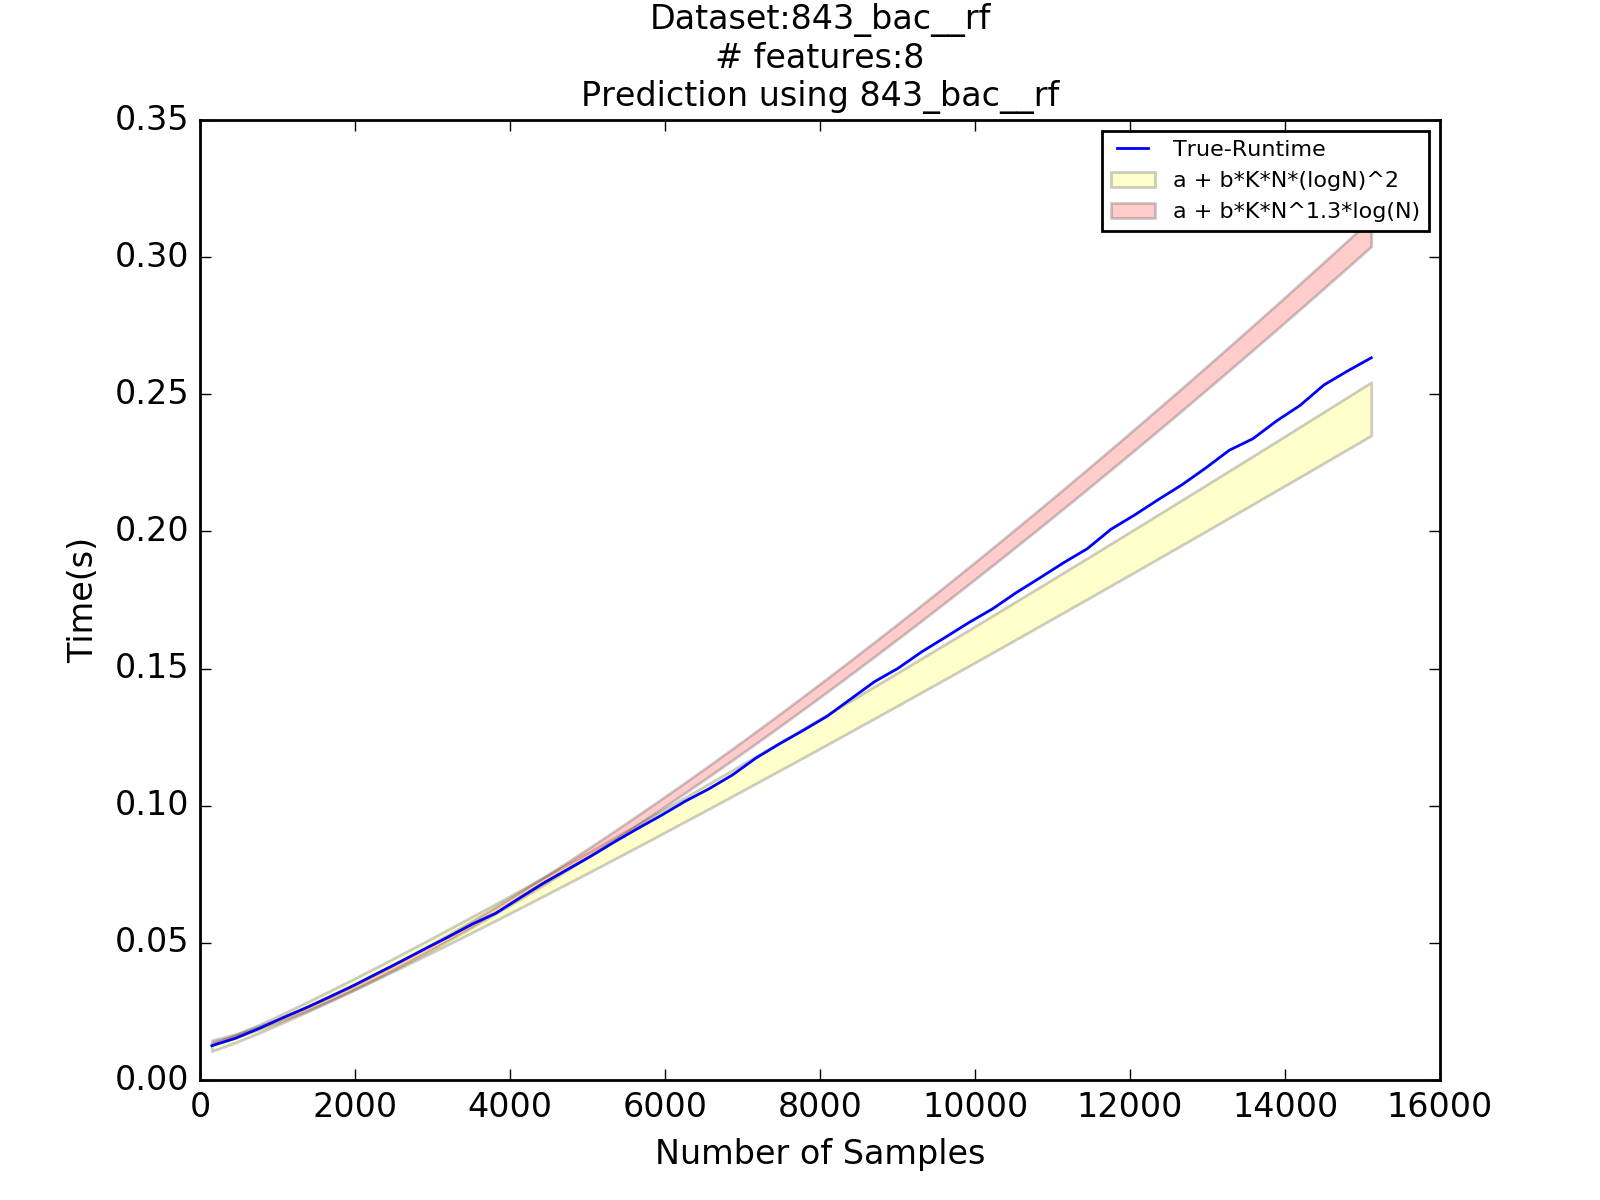 Dataset:843_bac__rf
# features:8
Prediction using 843_bac__rf
True-Runtime
a + b*K*N*(logN)^2
a + b*K*N^1.3*log(N)
0.35
0.30
0.25
0.20
0.15
0.10
0.05
0.00
Time(s)
0 2000 4000 6000 8000 10000 12000 14000 16000
Number of Samples